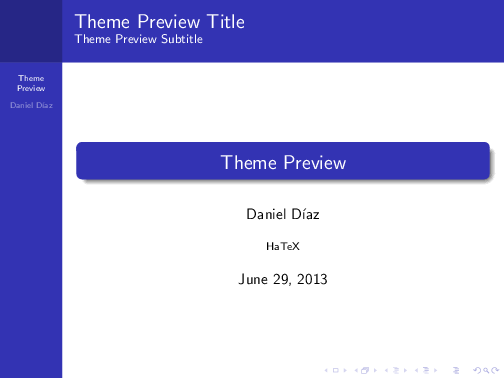 Theme Preview Title
Theme Preview Subtitle
Theme
Preview
Daniel Díaz
Theme Preview
Daniel Díaz
HaTeX
June 29, 2013